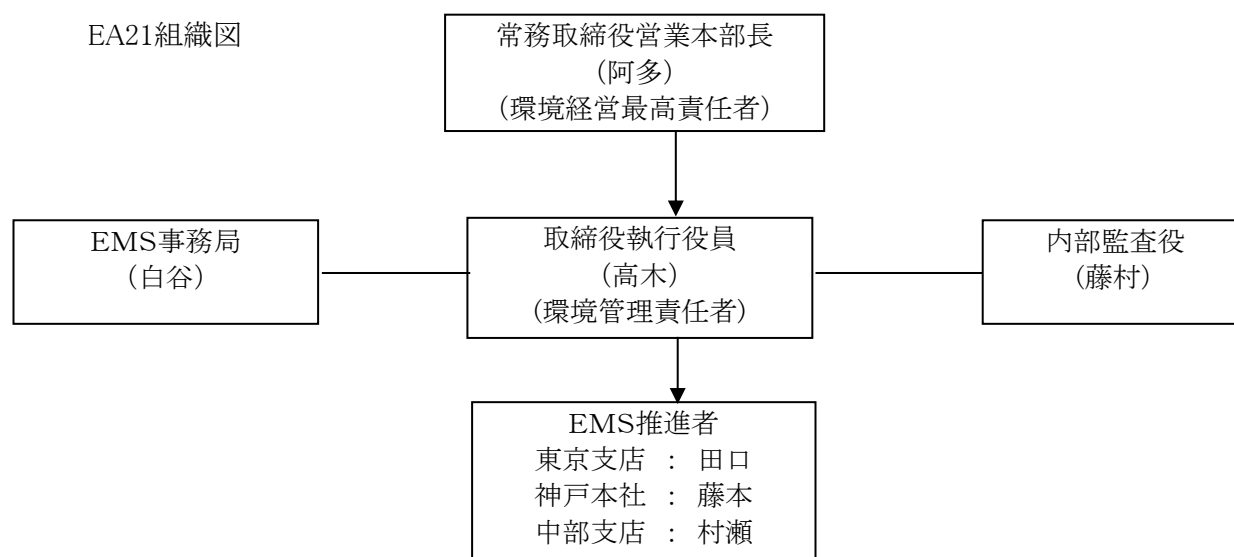 EA21組織図
常務取締役営業本部長
(阿多)
(環境経営最高責任者)
EMS事務局
(白谷)
取締役執行役員
(高木)
(環境管理責任者)
内部監査役
(藤村)
EMS推進者
東京支店 : 田口
神戸本社 : 藤本
中部支店 : 村瀬